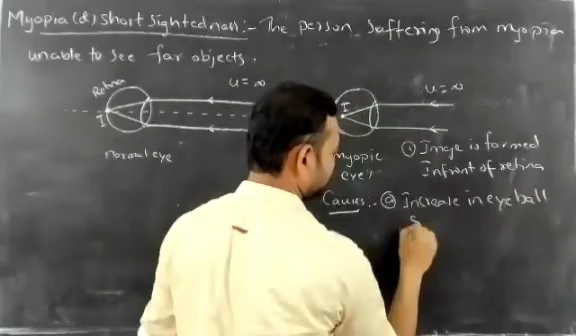 Myopia (or) Short Sightedness :- The person suffering from myopia
unable to see far objects.
Retina
u = ∞
u = ∞
I
I
normal eye
myopic
eye
① Image is formed
Infront of retina
Causes :- ① Increase in eye ball
S